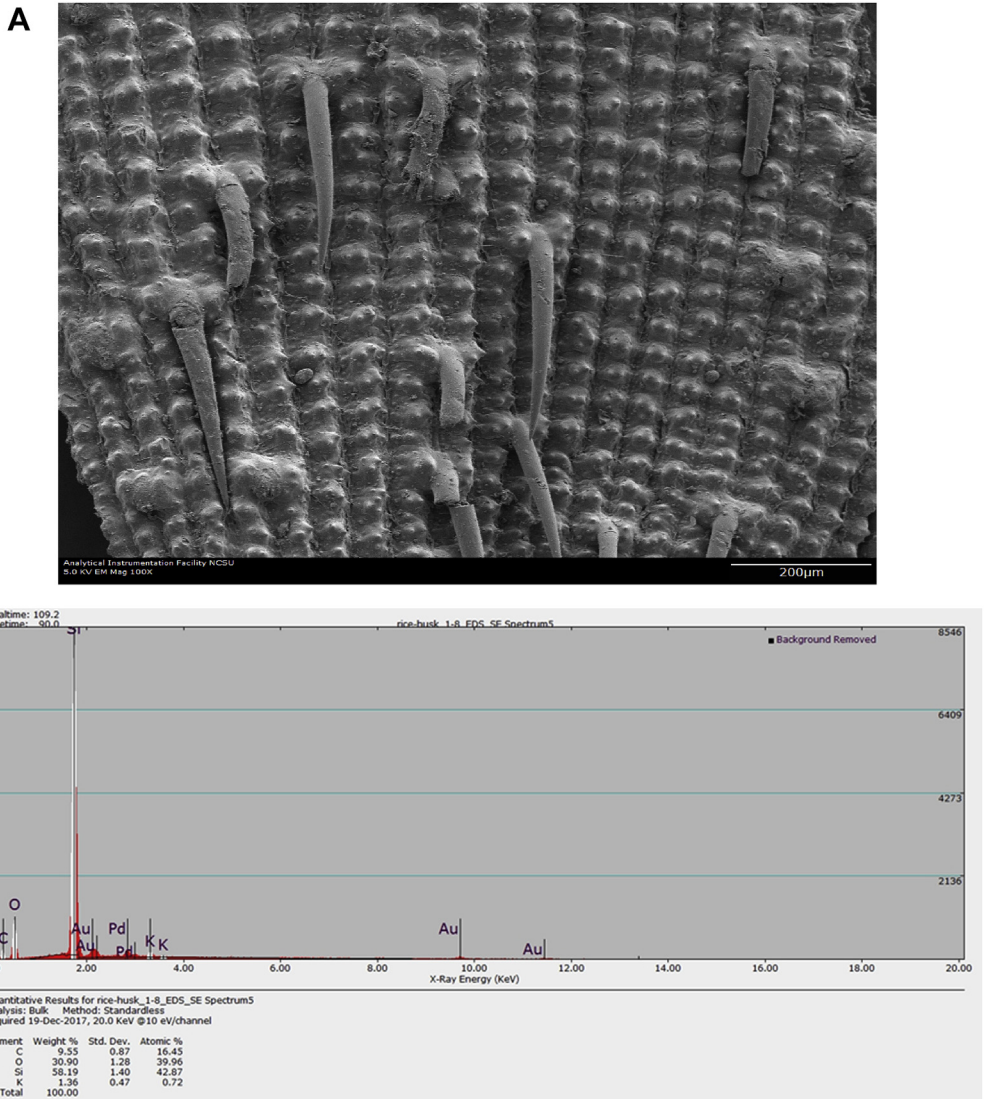 A
Analytical Instrumentation Facility NCSU
5.0 KV EM Mag 100X
200µm
altime: 109.2
etime: 90.0
rice-husk_1-8_EDS_SE Spectrum5
Si
Background Removed
8546
6409
4273
2136
O
C
Au
Au
Pd
Pd
K
K
Au
Au
2.00 4.00 6.00 8.00 10.00 12.00 14.00 16.00 18.00 20.00
X-Ray Energy (KeV)
antitative Results for rice-husk_1-8_EDS_SE Spectrum5
alysis: Bulk Method: Standardless
quired 19-Dec-2017, 20.0 KeV @10 eV/channel
ment Weight % Std. Dev. Atomic %
C 9.55 0.87 16.45
O 30.90 1.28 39.96
Si 58.19 1.40 42.87
K 1.36 0.47 0.72
Total 100.00